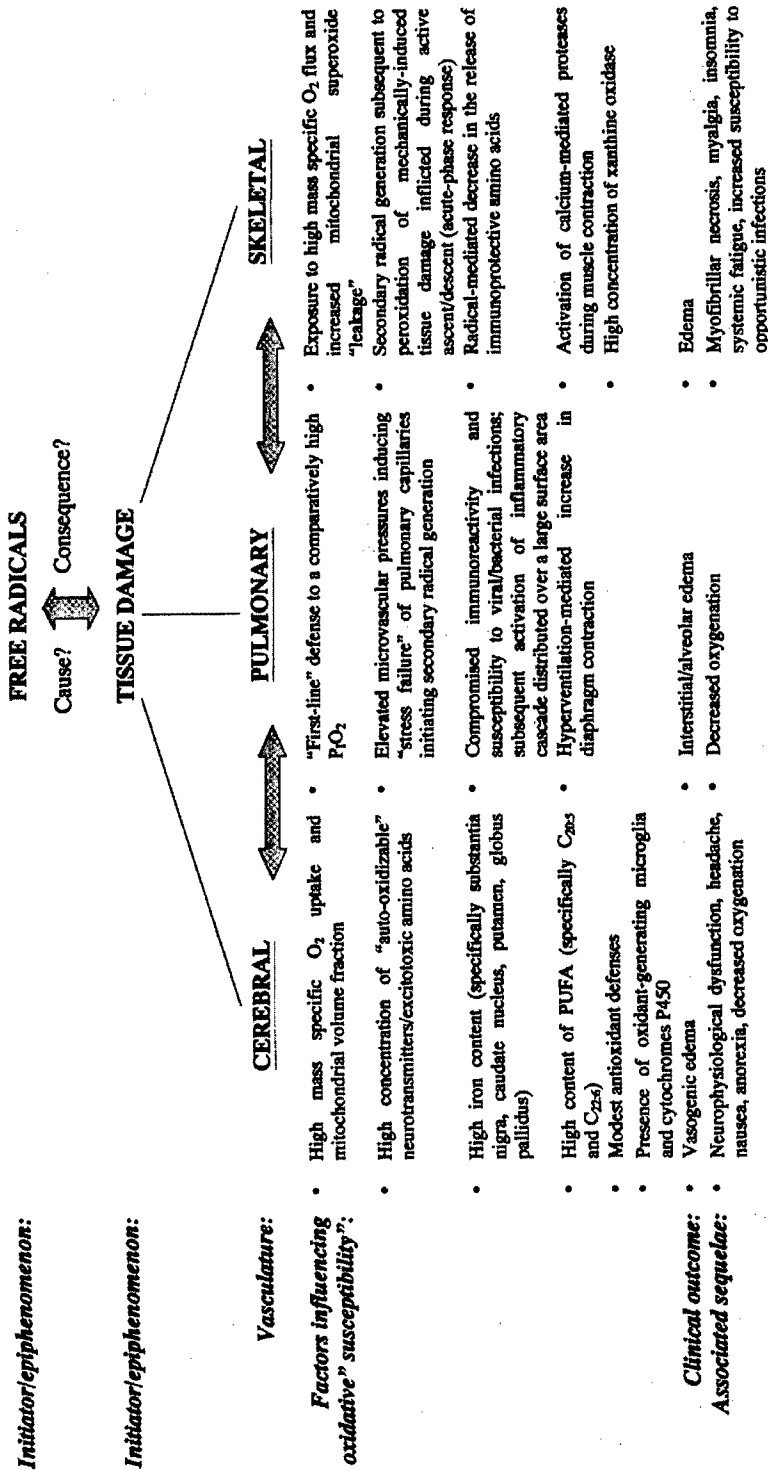 Initiator/epiphenomenon:
FREE RADICALS
Cause?
Consequence?
Initiator/epiphenomenon:
TISSUE DAMAGE
Vasculature:
CEREBRAL
PULMONARY
SKELETAL
Factors influencing
oxidative" susceptibility":
• High mass specific O₂ uptake and
mitochondrial volume fraction
• High concentration of "auto-oxidizable"
neurotransmitters/excitotoxic amino acids
• High iron content (specifically substantia
nigra, caudate nucleus, putamen, globus
pallidus)
• High content of PUFA (specifically C₂₀:₅
and C₂₂:₆)
• Modest antioxidant defenses
• Presence of oxidant-generating microglia
and cytochromes P450
• "First-line" defense to a comparatively high
PIO₂
• Elevated microvascular pressures inducing
"stress failure" of pulmonary capillaries
initiating secondary radical generation
• Compromised immunoreactivity and
susceptibility to viral/bacterial infections;
subsequent activation of inflammatory
cascade distributed over a large surface area
• Hyperventilation-mediated increase in
diaphragm contraction
• Exposure to high mass specific O₂ flux and
increased mitochondrial superoxide
"leakage"
• Secondary radical generation subsequent to
peroxidation of mechanically-induced
tissue damage inflicted during active
ascent/descent (acute-phase response)
• Radical-mediated decrease in the release of
immunoprotective amino acids
• Activation of calcium-mediated proteases
during muscle contraction
• High concentration of xanthine oxidase
Clinical outcome:
• Vasogenic edema
• Interstitial/alveolar edema
• Edema
Associated sequelae:
• Neurophysiological dysfunction, headache,
nausea, anorexia, decreased oxygenation
• Decreased oxygenation
• Myofibrillar necrosis, myalgia, insomnia,
systemic fatigue, increased susceptibility to
opportunistic infections